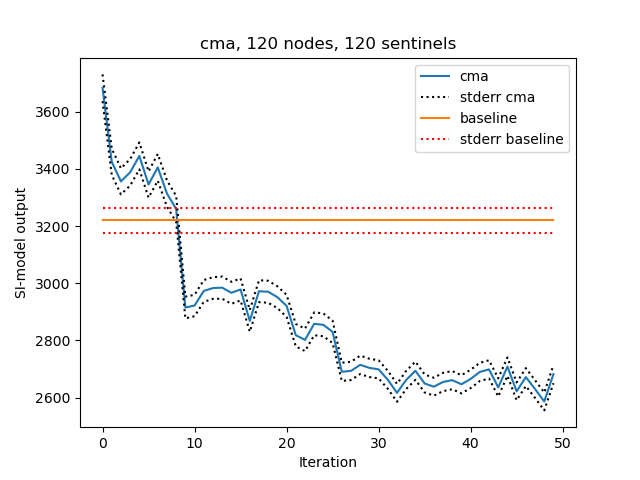 cma, 120 nodes, 120 sentinels
cma
stderr cma
baseline
stderr baseline
SI-model output
3600
3400
3200
3000
2800
2600
0 10 20 30 40 50
Iteration